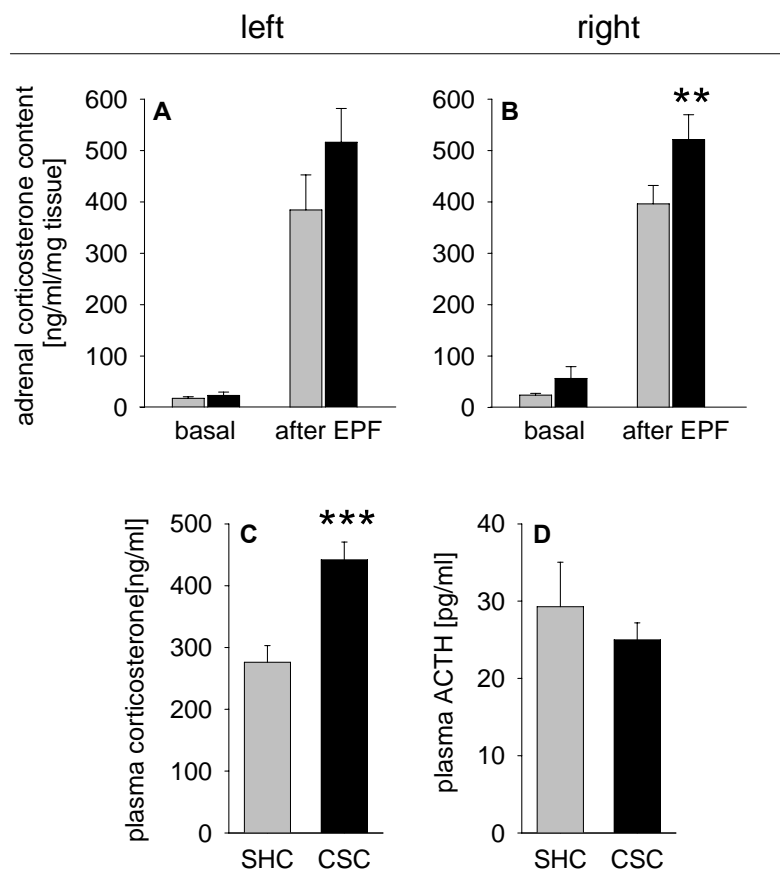 left right
A
B
**
adrenal corticosterone content
[ng/ml/mg tissue]
600
500
400
300
200
100
0
600
500
400
300
200
100
0
basal after EPF
basal after EPF
C
***
D
plasma corticosterone[ng/ml]
500
400
300
200
100
0
plasma ACTH [pg/ml]
40
30
20
10
0
SHC CSC
SHC CSC